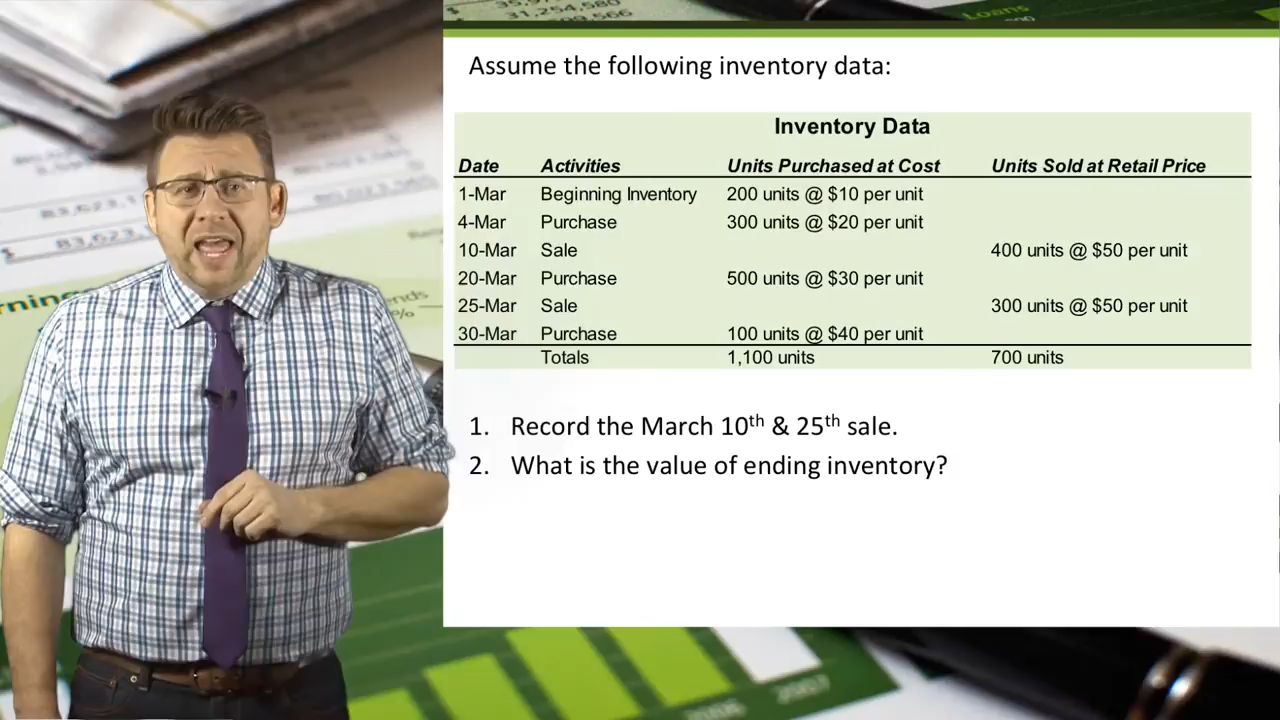 31,254,580
Loans
Assume the following inventory data:
Inventory Data
Date Activities Units Purchased at Cost Units Sold at Retail Price
1-Mar Beginning Inventory 200 units @ $10 per unit
4-Mar Purchase 300 units @ $20 per unit
10-Mar Sale 400 units @ $50 per unit
20-Mar Purchase 500 units @ $30 per unit
25-Mar Sale 300 units @ $50 per unit
30-Mar Purchase 100 units @ $40 per unit
Totals 1,100 units 700 units
1. Record the March 10th & 25th sale.
2. What is the value of ending inventory?